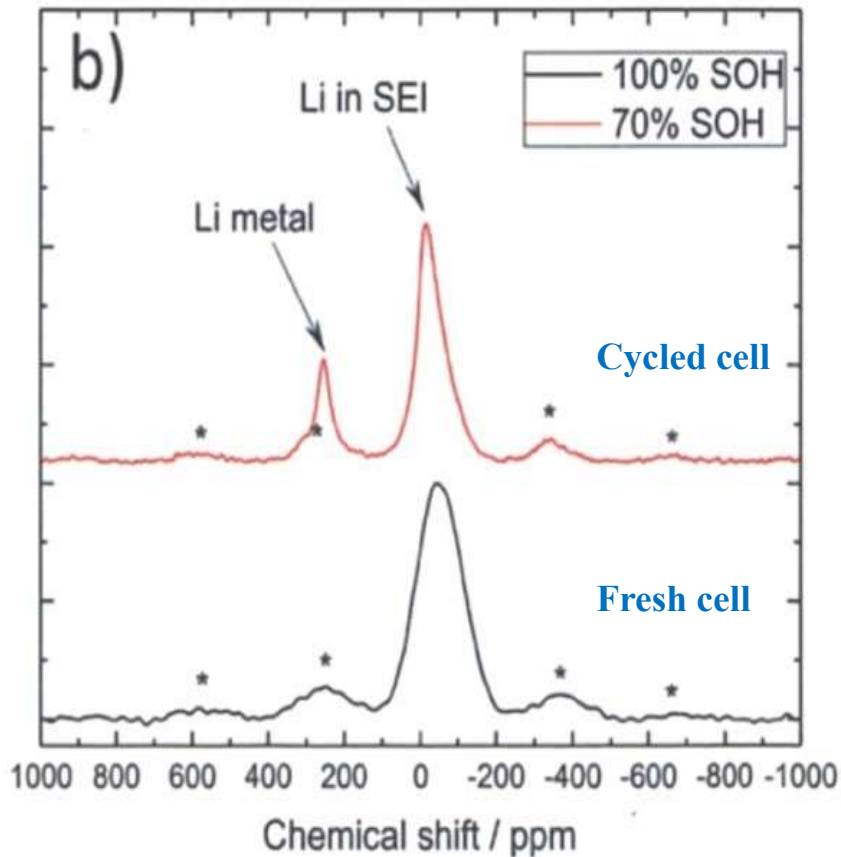 b)
100% SOH
70% SOH
Li in SEI
Li metal
*
*
*
*
Cycled cell
*
*
*
*
Fresh cell
1000 800 600 400 200 0 -200 -400 -600 -800 -1000
Chemical shift / ppm